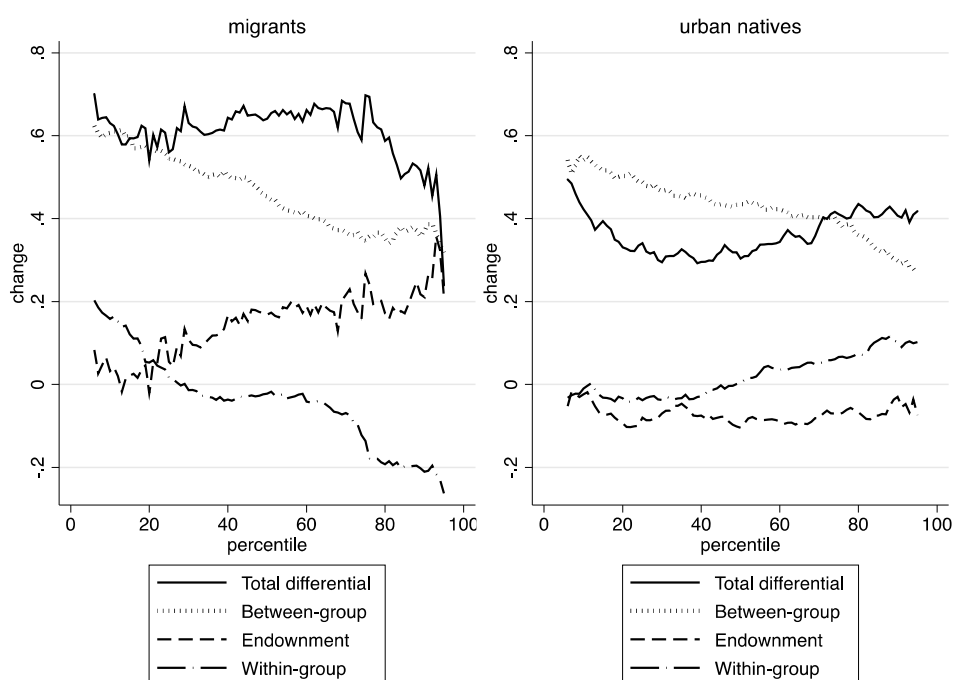 migrants
.8
.6
.4
.2
0
-.2
change
0 20 40 60 80 100
percentile
Total differential
Between-group
Endownment
Within-group
urban natives
.8
.6
.4
.2
0
-.2
change
0 20 40 60 80 100
percentile
Total differential
Between-group
Endownment
Within-group